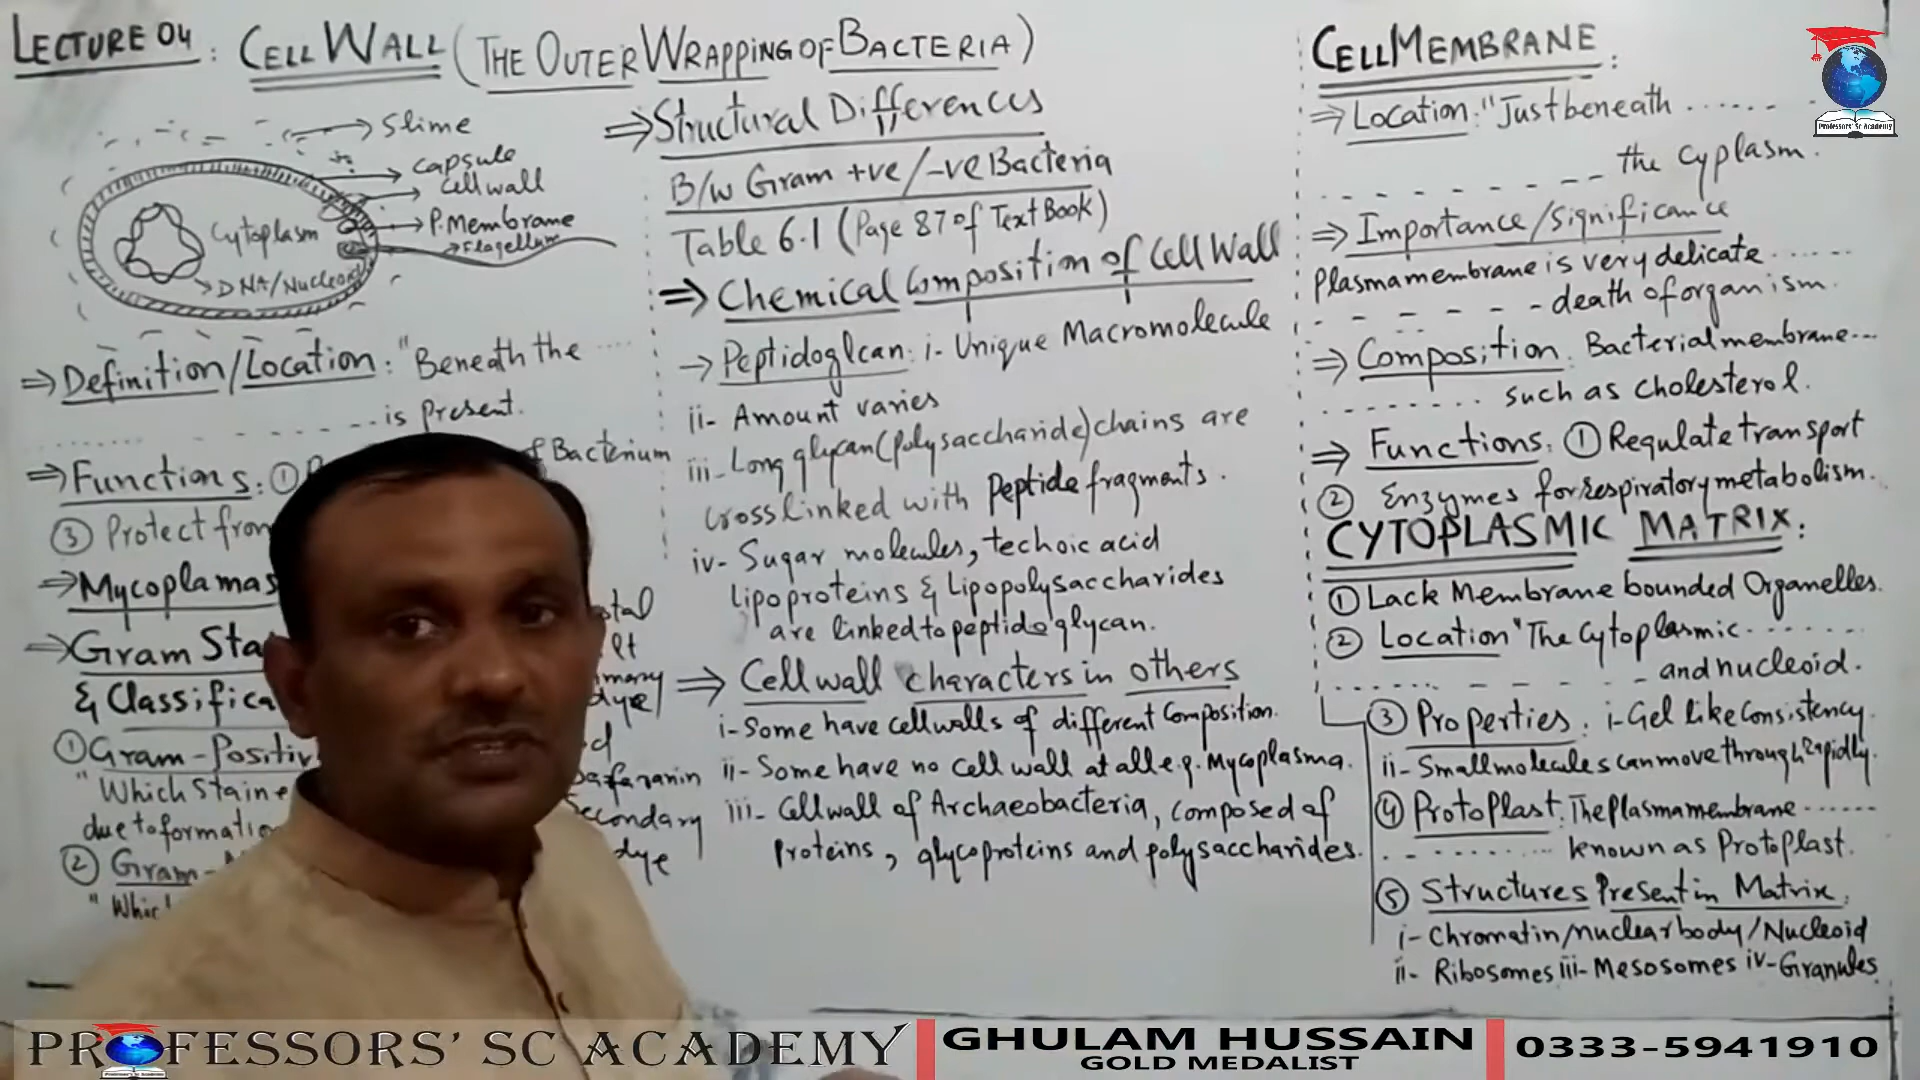 LECTURE 04 : CELL WALL (THE OUTER WRAPPING OF BACTERIA)
Slime
Capsule
Cell wall
P. Membrane
Flagellum
Cytoplasm
DNA/Nucleoid
⇒ Definition/Location : "Beneath the ....
............ is Present.
⇒ Functions : ① of Bacterium
③ Protect from
⇒ Mycoplamas
⇒ Gram Sta
& Classifica
① Gram-Positiv
"Which Staine
due to formatio
② Gram-
"Whic
dye)
Secondary
dye
⇒ Structural Differences
B/w Gram +ve/-ve Bacteria
Table 6.1 (Page 87 of Text Book)
⇒ Chemical Composition of Cell Wall
→ Peptidoglcan : i- Unique Macromolecule
ii- Amount varies
iii- Long glycan (polysaccharide) chains are
cross linked with Peptide fragments.
iv- Sugar molecules, techoic acid
lipoproteins & Lipopolysaccharides
are linked to peptidoglycan.
⇒ Cell wall characters in others
i- Some have cell walls of different Composition.
ii- Some have no cell wall at all e.g. Mycoplasma.
iii- Cell wall of Archaeobacteria, composed of
Proteins, glycoproteins and polysaccharides.
CELL MEMBRANE :
⇒ Location : "Just beneath .......
------- the Cyplasm.
⇒ Importance/Significance
Plasma membrane is very delicate .....
------ death of organism.
⇒ Composition : Bacterial membrane...
........ such as cholesterol.
⇒ Functions : ① Regulate transport
② Enzymes for respiratory metabolism.
CYTOPLASMIC MATRIX :
① Lack Membrane bounded Organelles.
② Location "The Cytoplasmic .......
------- and nucleoid.
③ Properties : i- Gel like Consistency.
ii- Small molecules can move through rapidly.
④ Protoplast : The Plasma membrane ......
.......... known as Protoplast.
⑤ Structures Present in Matrix :
i- Chromatin/nuclear body/Nucleoid
ii- Ribosomes iii- Mesosomes iv- Granules
Professors' Sc Academy
PROFESSORS' SC ACADEMY
GHULAM HUSSAIN
GOLD MEDALIST
0333-5941910